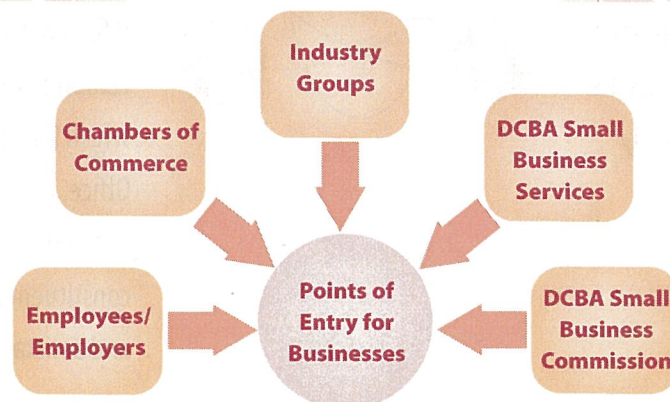 Industry
Groups
Chambers of
Commerce
DCBA Small
Business
Services
Employees/
Employers
Points of
Entry for
Businesses
DCBA Small
Business
Commission